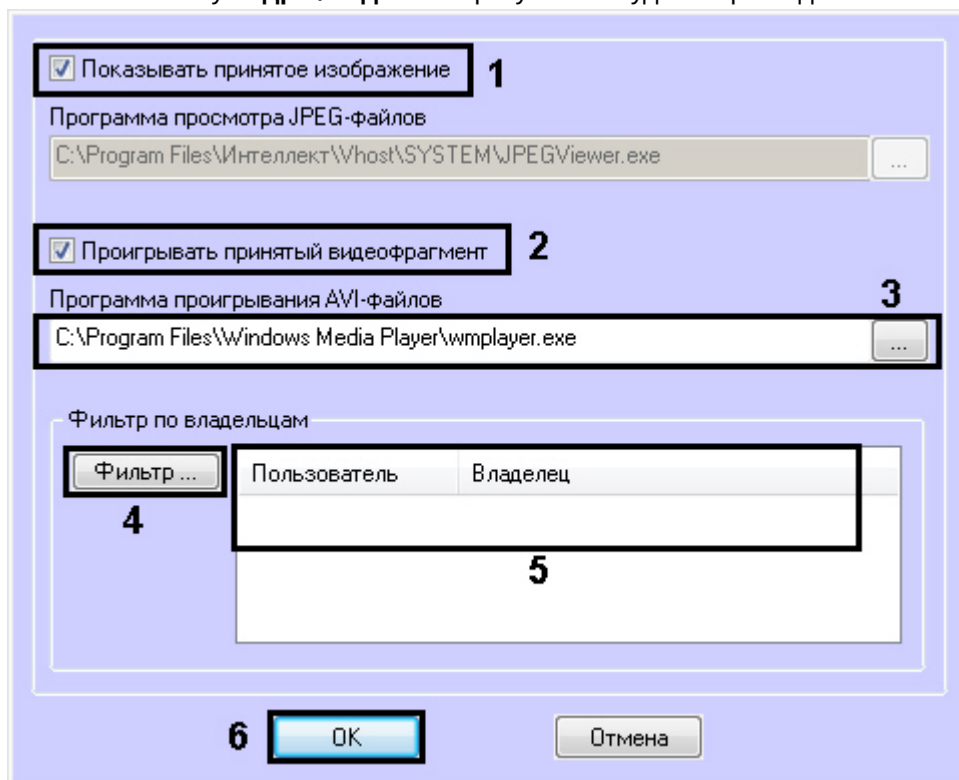 Показывать принятое изображение 1
Программа просмотра JPEG-файлов
C:\Program Files\Интеллект\Vhost\SYSTEM\JPEGViewer.exe ...
Проигрывать принятый видеофрагмент 2
Программа проигрывания AVI-файлов 3
C:\Program Files\Windows Media Player\wmplayer.exe ...
Фильтр по владельцам
Фильтр ... Пользователь Владелец
4
5
6 OK Отмена